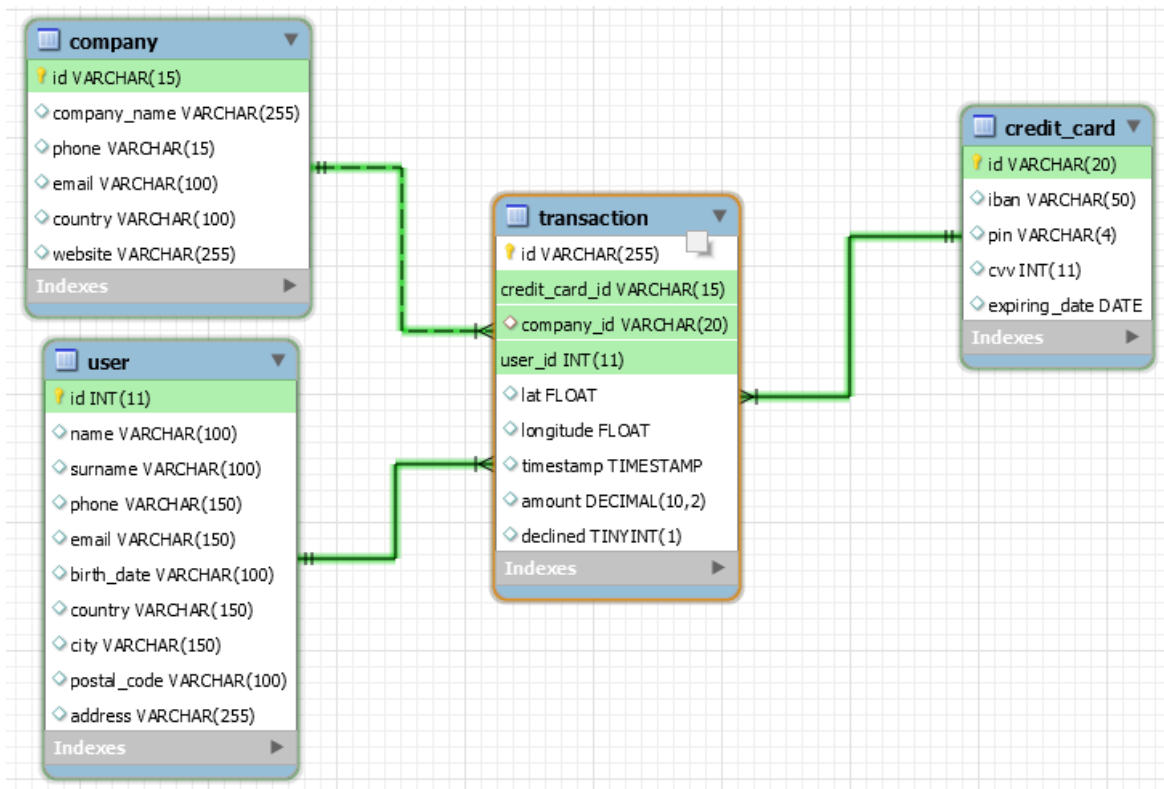 company
id VARCHAR(15)
company_name VARCHAR(255)
phone VARCHAR(15)
email VARCHAR(100)
country VARCHAR(100)
website VARCHAR(255)
Indexes
user
id INT(11)
name VARCHAR(100)
surname VARCHAR(100)
phone VARCHAR(150)
email VARCHAR(150)
birth_date VARCHAR(100)
country VARCHAR(150)
city VARCHAR(150)
postal_code VARCHAR(100)
address VARCHAR(255)
Indexes
transaction
id VARCHAR(255)
credit_card_id VARCHAR(15)
company_id VARCHAR(20)
user_id INT(11)
lat FLOAT
longitude FLOAT
timestamp TIMESTAMP
amount DECIMAL(10,2)
declined TINYINT(1)
Indexes
credit_card
id VARCHAR(20)
iban VARCHAR(50)
pin VARCHAR(4)
cvv INT(11)
expiring_date DATE
Indexes